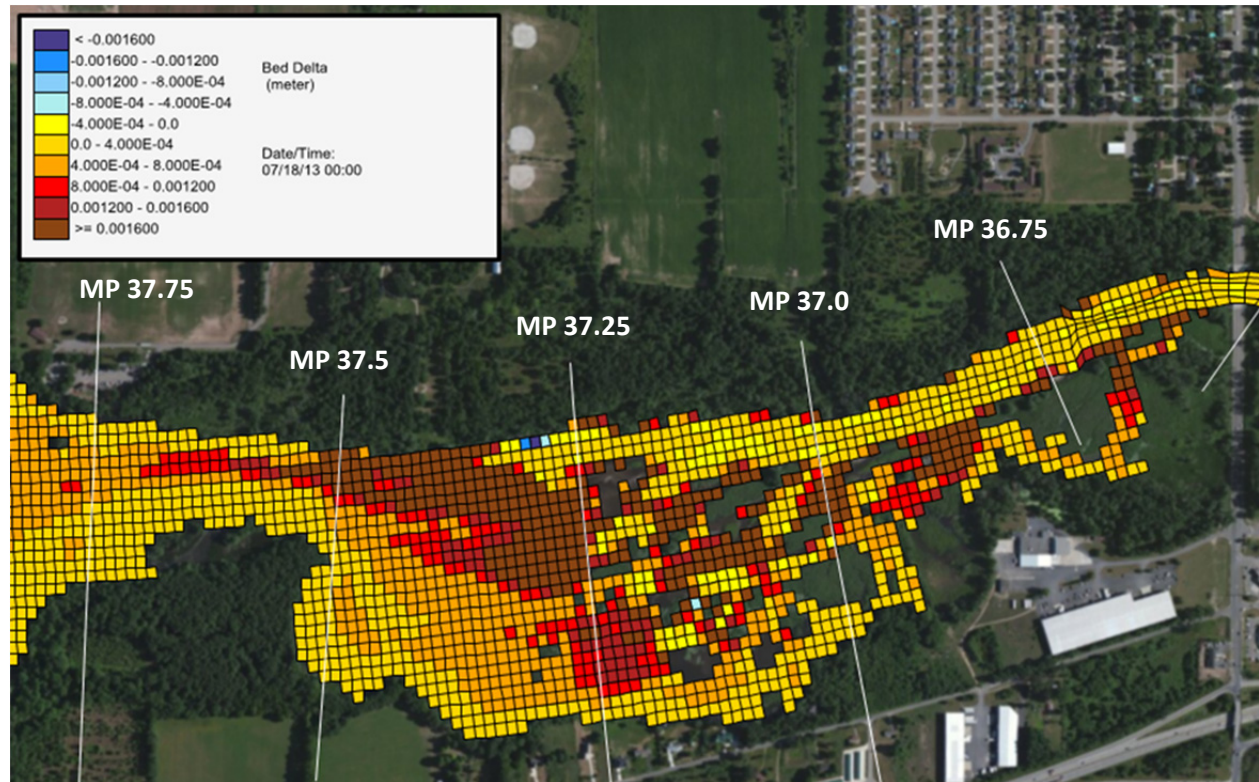 < -0.001600
-0.001600 - -0.001200
-0.001200 - -8.000E-04
-8.000E-04 - -4.000E-04
-4.000E-04 - 0.0
0.0 - 4.000E-04
4.000E-04 - 8.000E-04
8.000E-04 - 0.001200
0.001200 - 0.001600
>= 0.001600
Bed Delta
(meter)
Date/Time:
07/18/13 00:00
MP 36.75
MP 37.75
MP 37.0
MP 37.25
MP 37.5